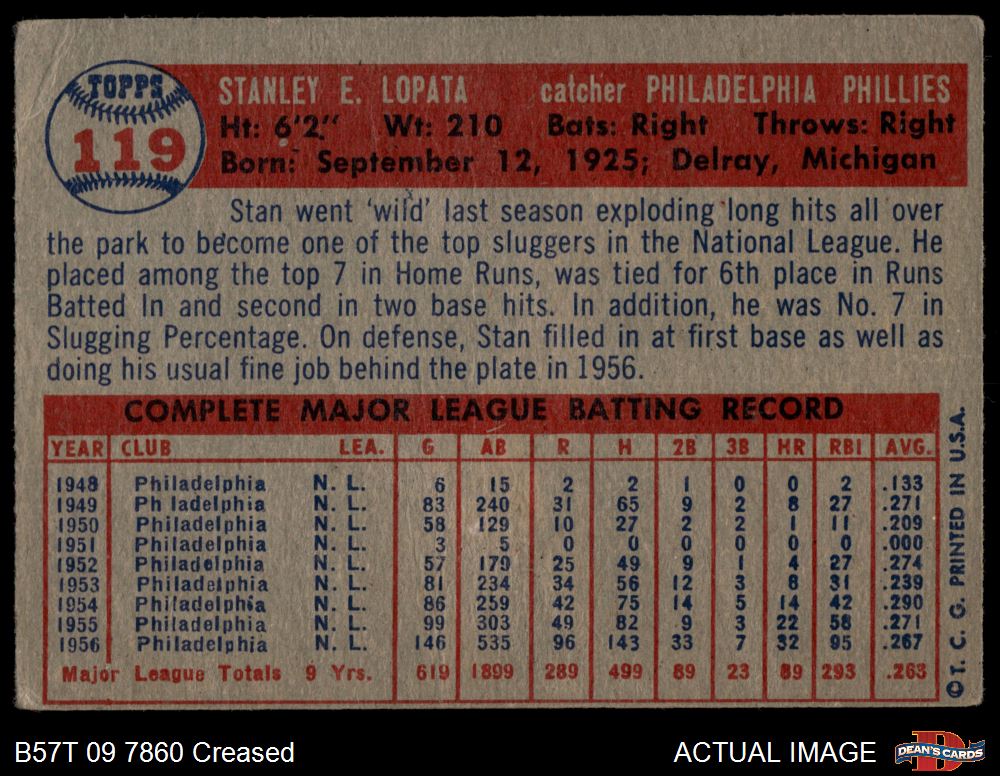 TOPPS
119
STANLEY E. LOPATA catcher PHILADELPHIA PHILLIES
Ht: 6'2." Wt: 210 Bats: Right Throws: Right
Born: September 12, 1925; Delray, Michigan
Stan went 'wild' last season exploding long hits all over
the park to become one of the top sluggers in the National League. He
placed among the top 7 in Home Runs, was tied for 6th place in Runs
Batted In and second in two base hits. In addition, he was No. 7 in
Slugging Percentage. On defense, Stan filled in at first base as well as
doing his usual fine job behind the plate in 1956.
COMPLETE MAJOR LEAGUE BATTING RECORD
YEAR CLUB LEA. G AB R H 2B 3B HR RBI AVG.
1948 Philadelphia N. L. 6 15 2 2 1 0 0 2 .133
1949 Ph ladelphia N. L. 83 240 31 65 9 2 8 27 .271
1950 Philadelphia N. L. 58 129 10 27 2 2 1 11 .209
1951 Philadelphia N. L. 3 5 0 0 0 0 0 0 .000
1952 Philadelphia N. L. 57 179 25 49 9 1 4 27 .274
1953 Philadelphia N. L. 81 234 34 56 12 3 8 31 .239
1954 Philadelphia N. L. 86 259 42 75 14 5 14 42 .290
1955 Philadelphia N. L. 99 303 49 82 9 3 22 58 .271
1956 Philadelphia N. L. 146 535 96 143 33 7 32 95 .267
Major League Totals 9 Yrs. 619 1899 289 499 89 23 89 293 .263
© T. C. G. PRINTED IN U.S.A.
B57T 09 7860 Creased
ACTUAL IMAGE
D
DEAN'S CARDS